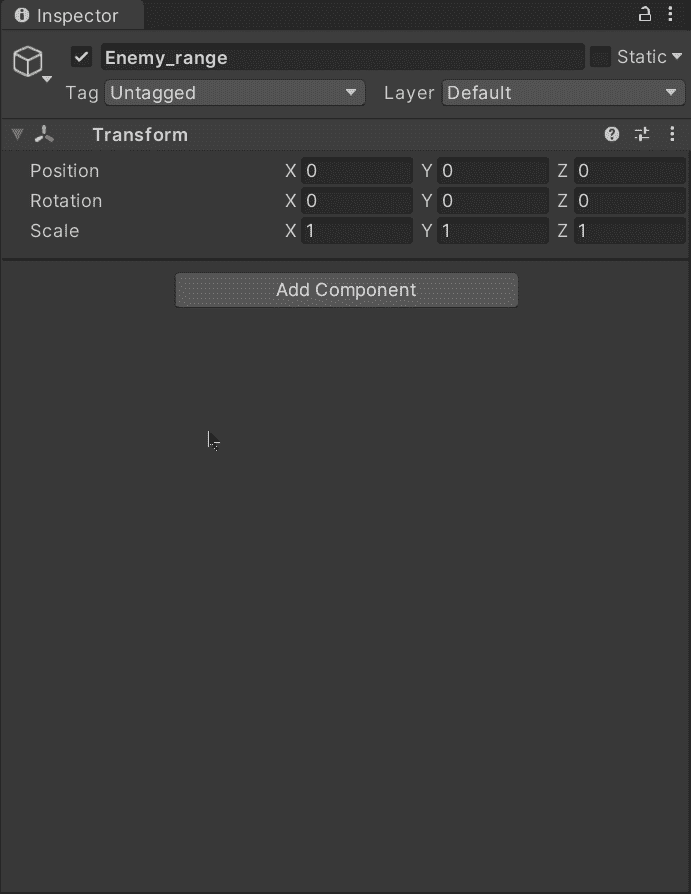 Inspector
Enemy_range Static
Tag Untagged Layer Default
Transform
Position X 0 Y 0 Z 0
Rotation X 0 Y 0 Z 0
Scale X 1 Y 1 Z 1
Add Component